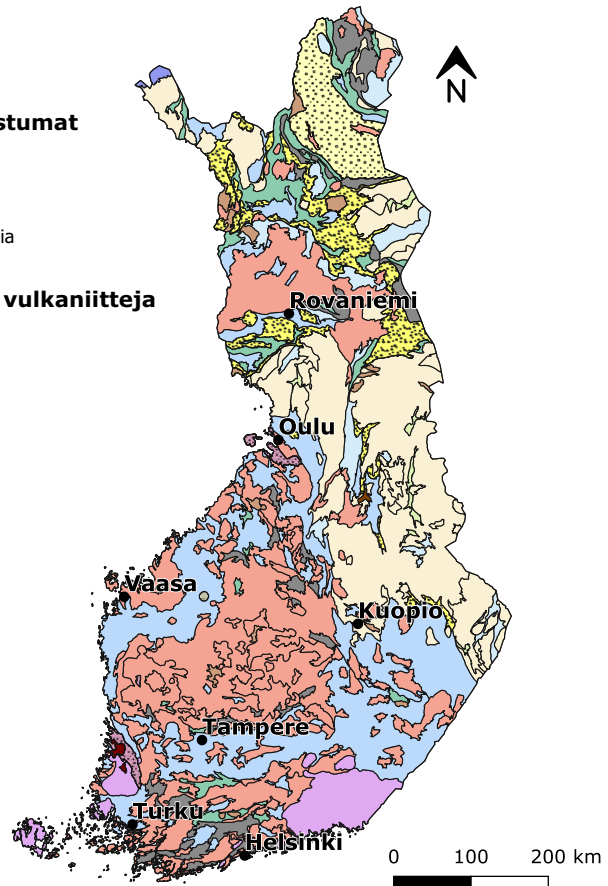 N
stumat
ia
vulkaniitteja
Rovaniemi
Oulu
Vaasa
Kuopio
Tampere
Turku
Helsinki
0 100 200 km